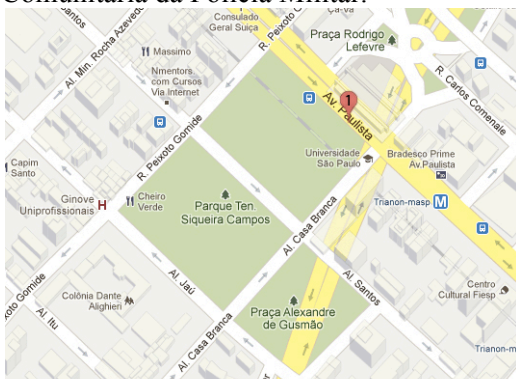 Comunitária da Polícia Militar.
Santos
Al. Min. Rocha Azevedo
Consulado
Geral Suiça
Praça Rodrigo
Lefevre
R. Carlos Comenale
Massimo
Nmentors
com Cursos
Via Internet
R. Peixoto Gomide
1
Av. Paulista
Universidade
São Paulo
Bradesco Prime
Av.Paulista
Capim
Santo
R. Peixoto Gomide
Trianon-masp
M
Ginove
Uniprofissionais
H
Cheiro
Verde
Parque Ten.
Siqueira Campos
Al. Casa Branca
Al. Jaú
Al. Santos
Centro
Cultural Fiesp
Colônia Dante
Alighieri
Praça Alexandre
de Gusmão
Al. Itu
Al. Casa Branca
Trianon-m